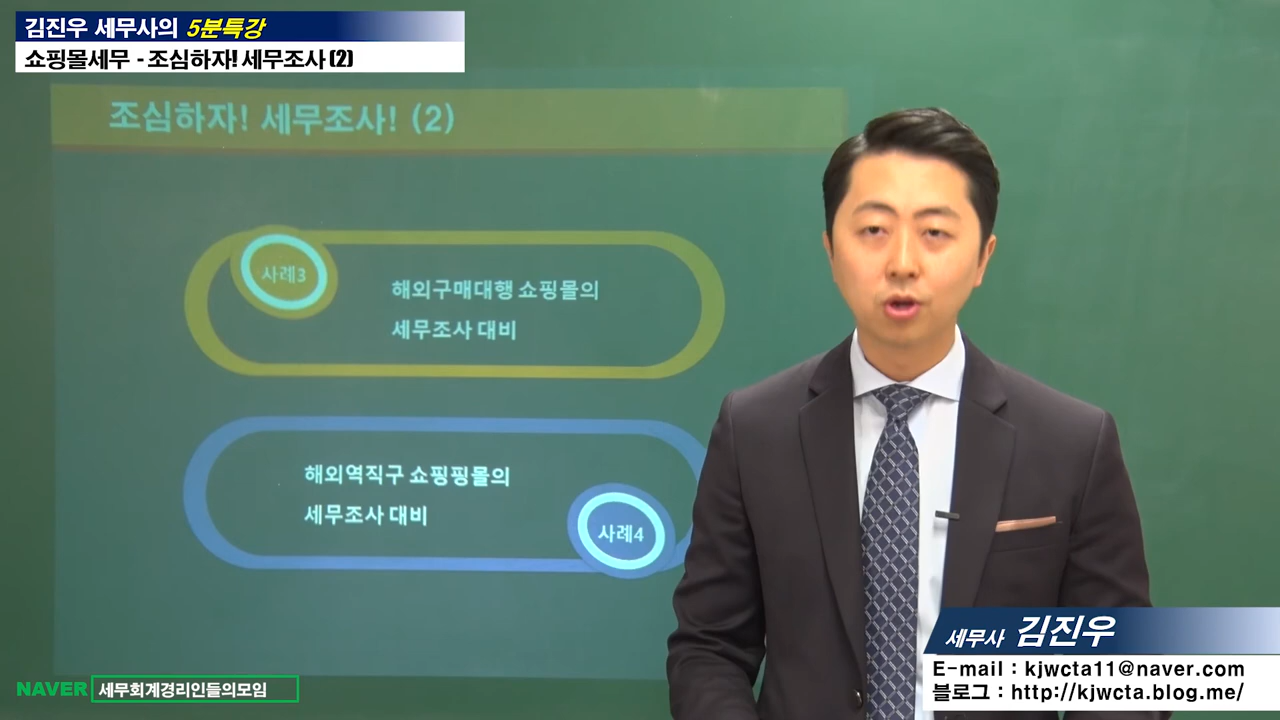 김진우 세무사의 5분특강
쇼핑몰세무 - 조심하자! 세무조사 (2)
조심하자! 세무조사! (2)
사례3
해외구매대행 쇼핑몰의
세무조사 대비
해외역직구 쇼핑핑몰의
세무조사 대비
사례4
세무사 김진우
E-mail : kjwcta11@naver.com
블로그 : http://kjwcta.blog.me/
NAVER 세무회계경리인들의모임